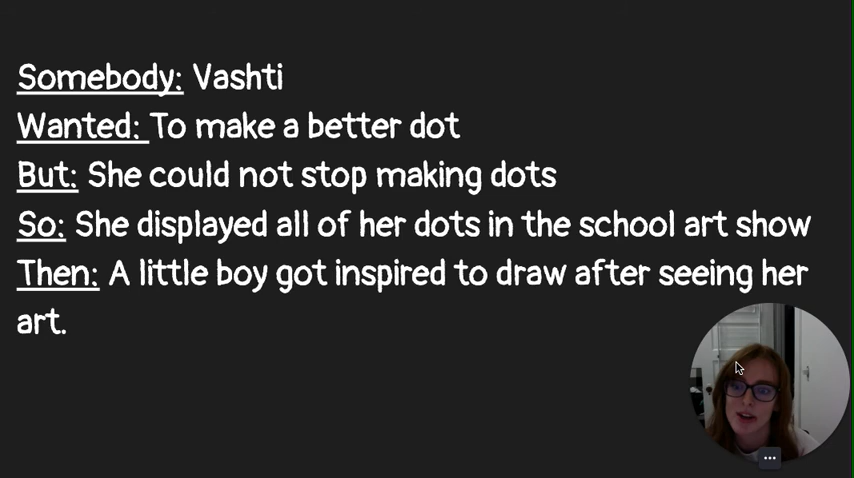 Somebody: Vashti
Wanted: To make a better dot
But: She could not stop making dots
So: She displayed all of her dots in the school art show
Then: A little boy got inspired to draw after seeing her
art.